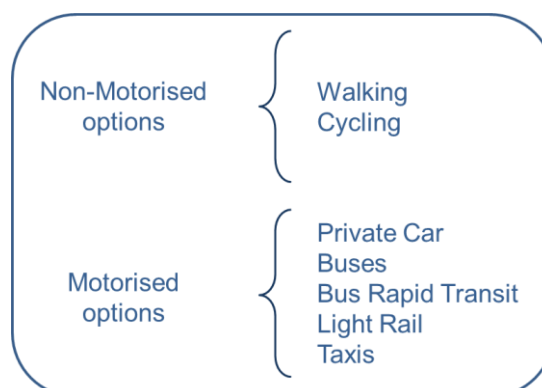 Non-Motorised
options
Walking
Cycling
Motorised
options
Private Car
Buses
Bus Rapid Transit
Light Rail
Taxis